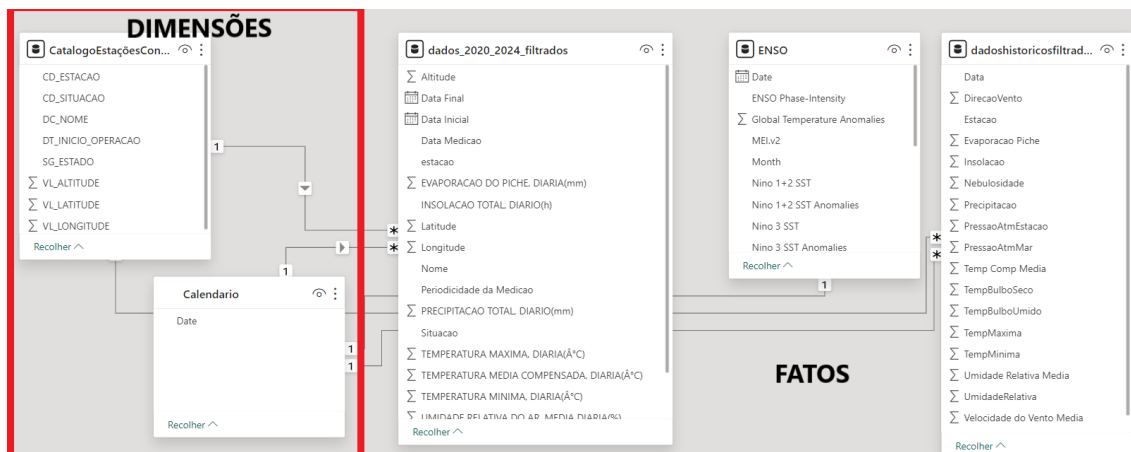 DIMENSÕES
CatalogoEstaçõesCon...
CD_ESTACAO
CD_SITUACAO
DC_NOME
DT_INICIO_OPERACAO
SG_ESTADO
VL_ALTITUDE
VL_LATITUDE
VL_LONGITUDE
Recolher
1
1
Calendario
Date
Recolher
1
1
1
dados_2020_2024_filtrados
Altitude
Data Final
Data Inicial
Data Medicao
estacao
EVAPORACAO DO PICHE, DIARIA(mm)
INSOLACAO TOTAL, DIARIO(h)
Latitude
Longitude
Nome
Periodicidade da Medicao
PRECIPITACAO TOTAL, DIARIO(mm)
Situacao
TEMPERATURA MAXIMA, DIARIA(Â°C)
TEMPERATURA MEDIA COMPENSADA, DIARIA(Â°C)
TEMPERATURA MINIMA, DIARIA(Â°C)
UMIDADE RELATIVA DO AR, MEDIA DIARIA(%)
Recolher
*
*
ENSO
Date
ENSO Phase-Intensity
Global Temperature Anomalies
MEI.v2
Month
Nino 1+2 SST
Nino 1+2 SST Anomalies
Nino 3 SST
Nino 3 SST Anomalies
Recolher
FATOS
dadoshistoricosfiltrad...
Data
DirecaoVento
Estacao
Evaporacao Piche
Insolacao
Nebulosidade
Precipitacao
PressaoAtmEstacao
PressaoAtmMar
Temp Comp Media
TempBulboSeco
TempBulboUmido
TempMaxima
TempMinima
Umidade Relativa Media
UmidadeRelativa
Velocidade do Vento Media
Recolher
*
*